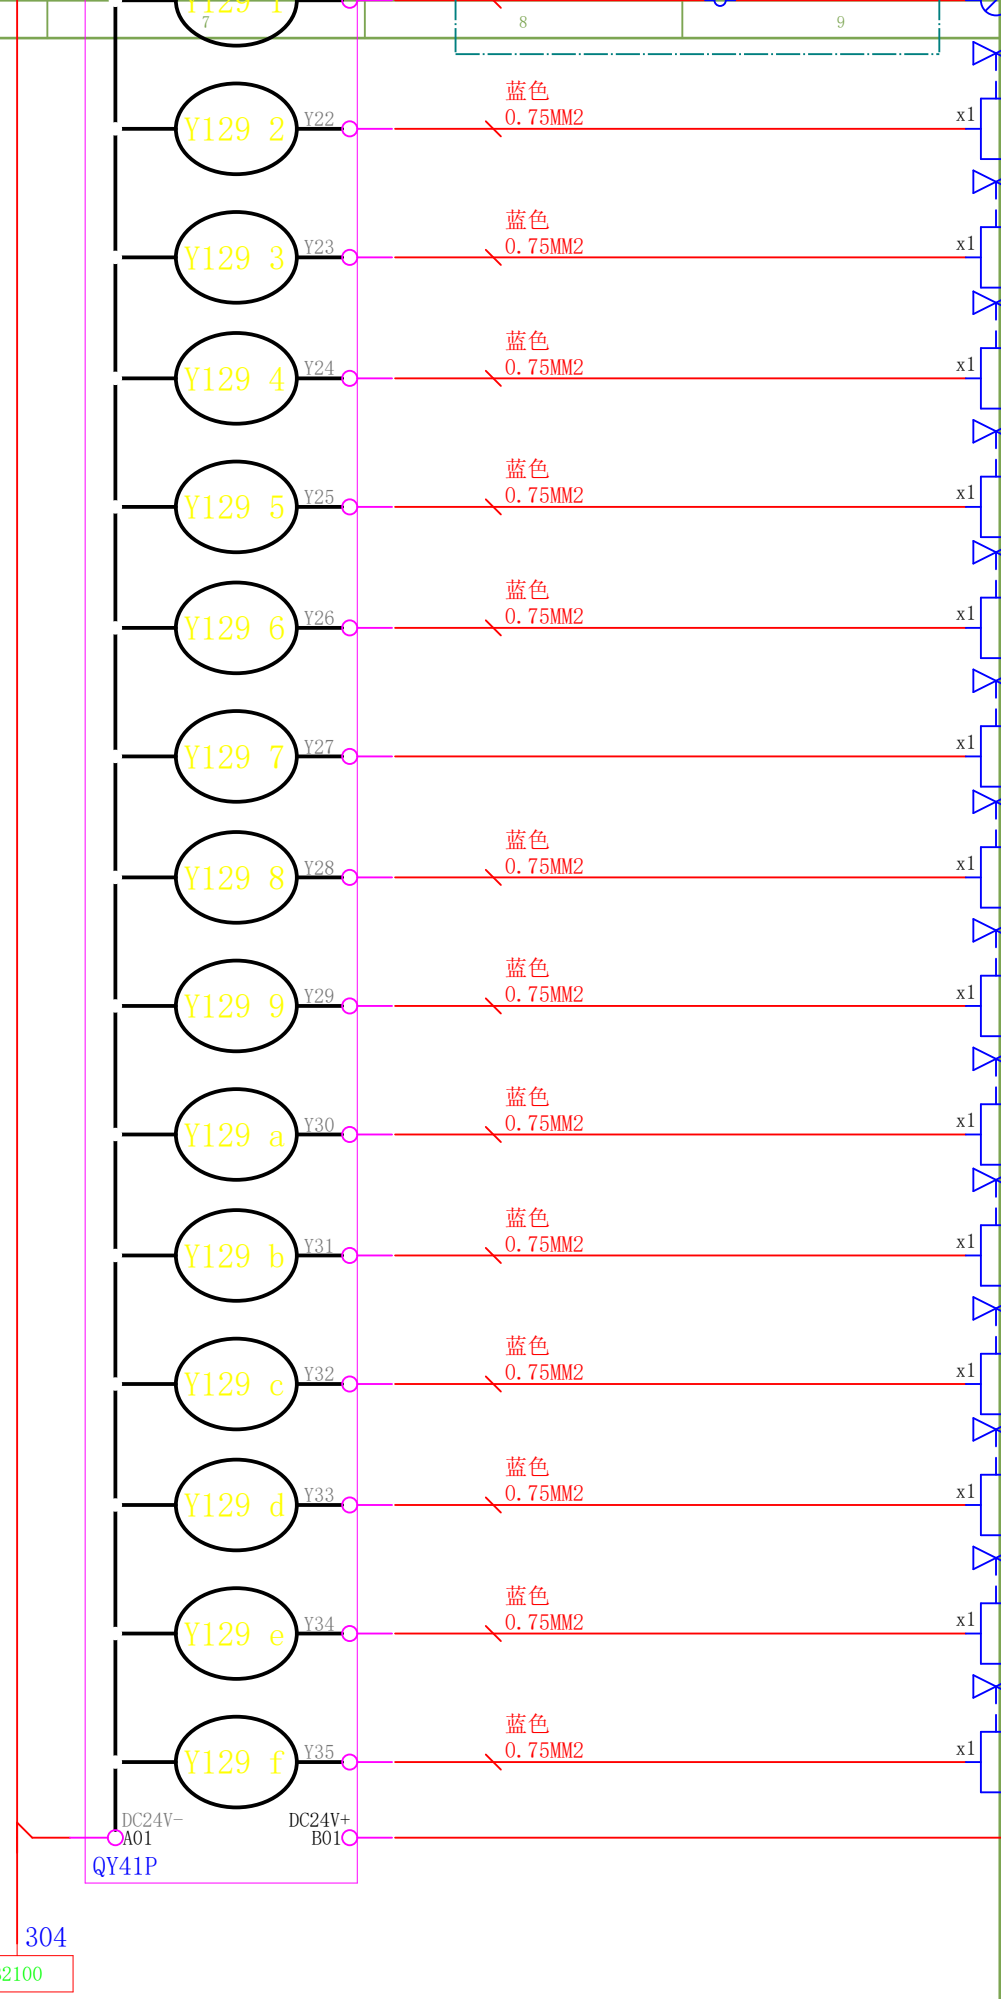 7 8 9
蓝色
Y129 2 Y22 0.75MM2 x1
蓝色
Y129 3 Y23 0.75MM2 x1
蓝色
Y129 4 Y24 0.75MM2 x1
蓝色
Y129 5 Y25 0.75MM2 x1
蓝色
Y129 6 Y26 0.75MM2 x1
Y129 7 Y27 x1
蓝色
Y129 8 Y28 0.75MM2 x1
蓝色
Y129 9 Y29 0.75MM2 x1
蓝色
Y129 a Y30 0.75MM2 x1
蓝色
Y129 b Y31 0.75MM2 x1
蓝色
Y129 c Y32 0.75MM2 x1
蓝色
Y129 d Y33 0.75MM2 x1
蓝色
Y129 e Y34 0.75MM2 x1
蓝色
Y129 f Y35 0.75MM2 x1
DC24V- DC24V+
A01 B01
QY41P
304
2100